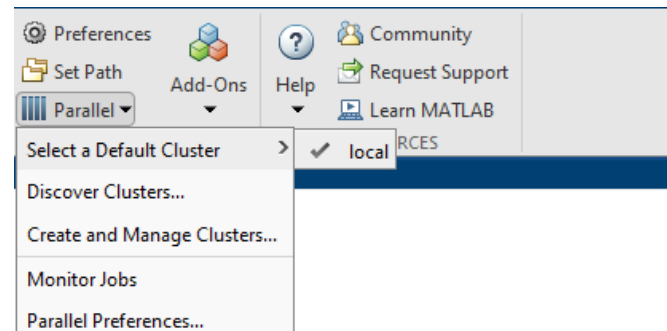 Preferences
Set Path
Parallel
Add-Ons
?
Help
Community
Request Support
Learn MATLAB
Select a Default Cluster
local
Discover Clusters...
Create and Manage Clusters...
Monitor Jobs
Parallel Preferences...